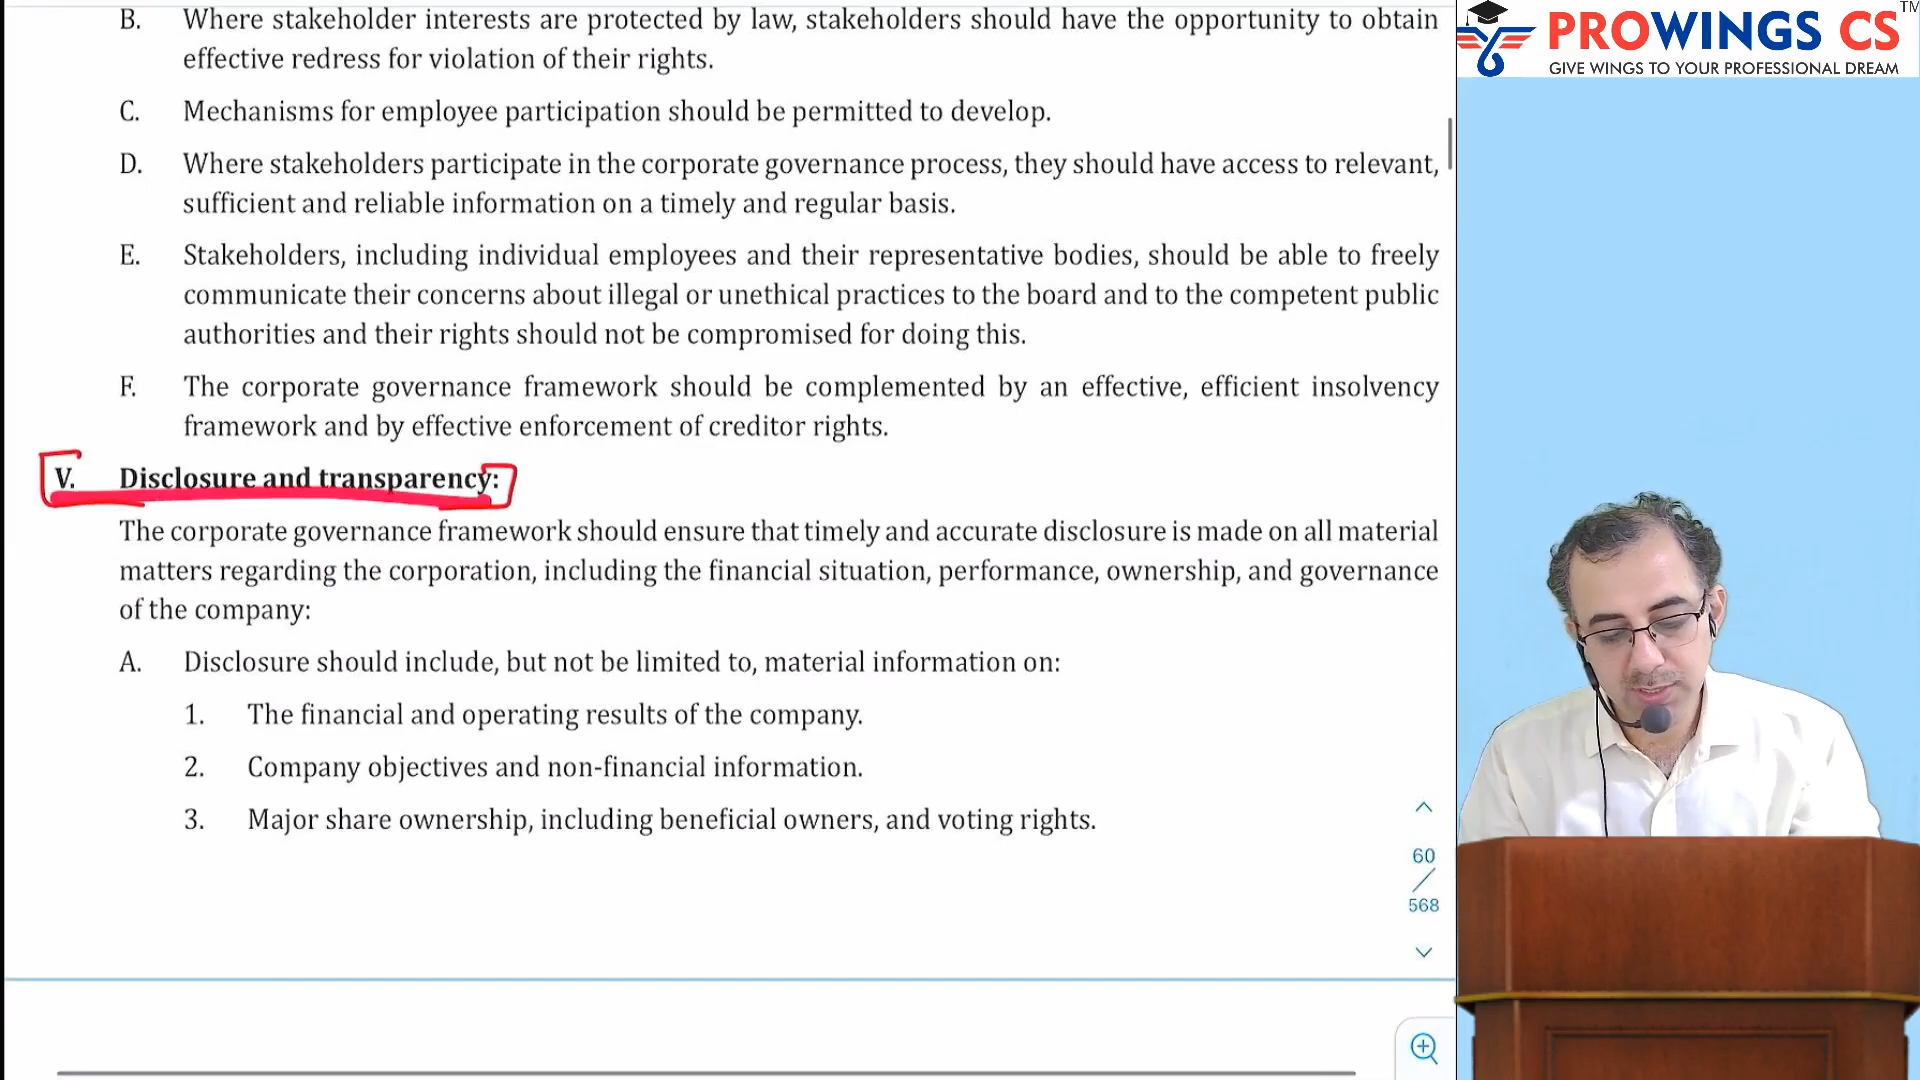 B. Where stakeholder interests are protected by law, stakeholders should have the opportunity to obtain
effective redress for violation of their rights.
C. Mechanisms for employee participation should be permitted to develop.
D. Where stakeholders participate in the corporate governance process, they should have access to relevant,
sufficient and reliable information on a timely and regular basis.
E. Stakeholders, including individual employees and their representative bodies, should be able to freely
communicate their concerns about illegal or unethical practices to the board and to the competent public
authorities and their rights should not be compromised for doing this.
F. The corporate governance framework should be complemented by an effective, efficient insolvency
framework and by effective enforcement of creditor rights.
V. Disclosure and transparency:
The corporate governance framework should ensure that timely and accurate disclosure is made on all material
matters regarding the corporation, including the financial situation, performance, ownership, and governance
of the company:
A. Disclosure should include, but not be limited to, material information on:
1. The financial and operating results of the company.
2. Company objectives and non-financial information.
3. Major share ownership, including beneficial owners, and voting rights.
60
/
568
PROWINGS CS TM
GIVE WINGS TO YOUR PROFESSIONAL DREAM